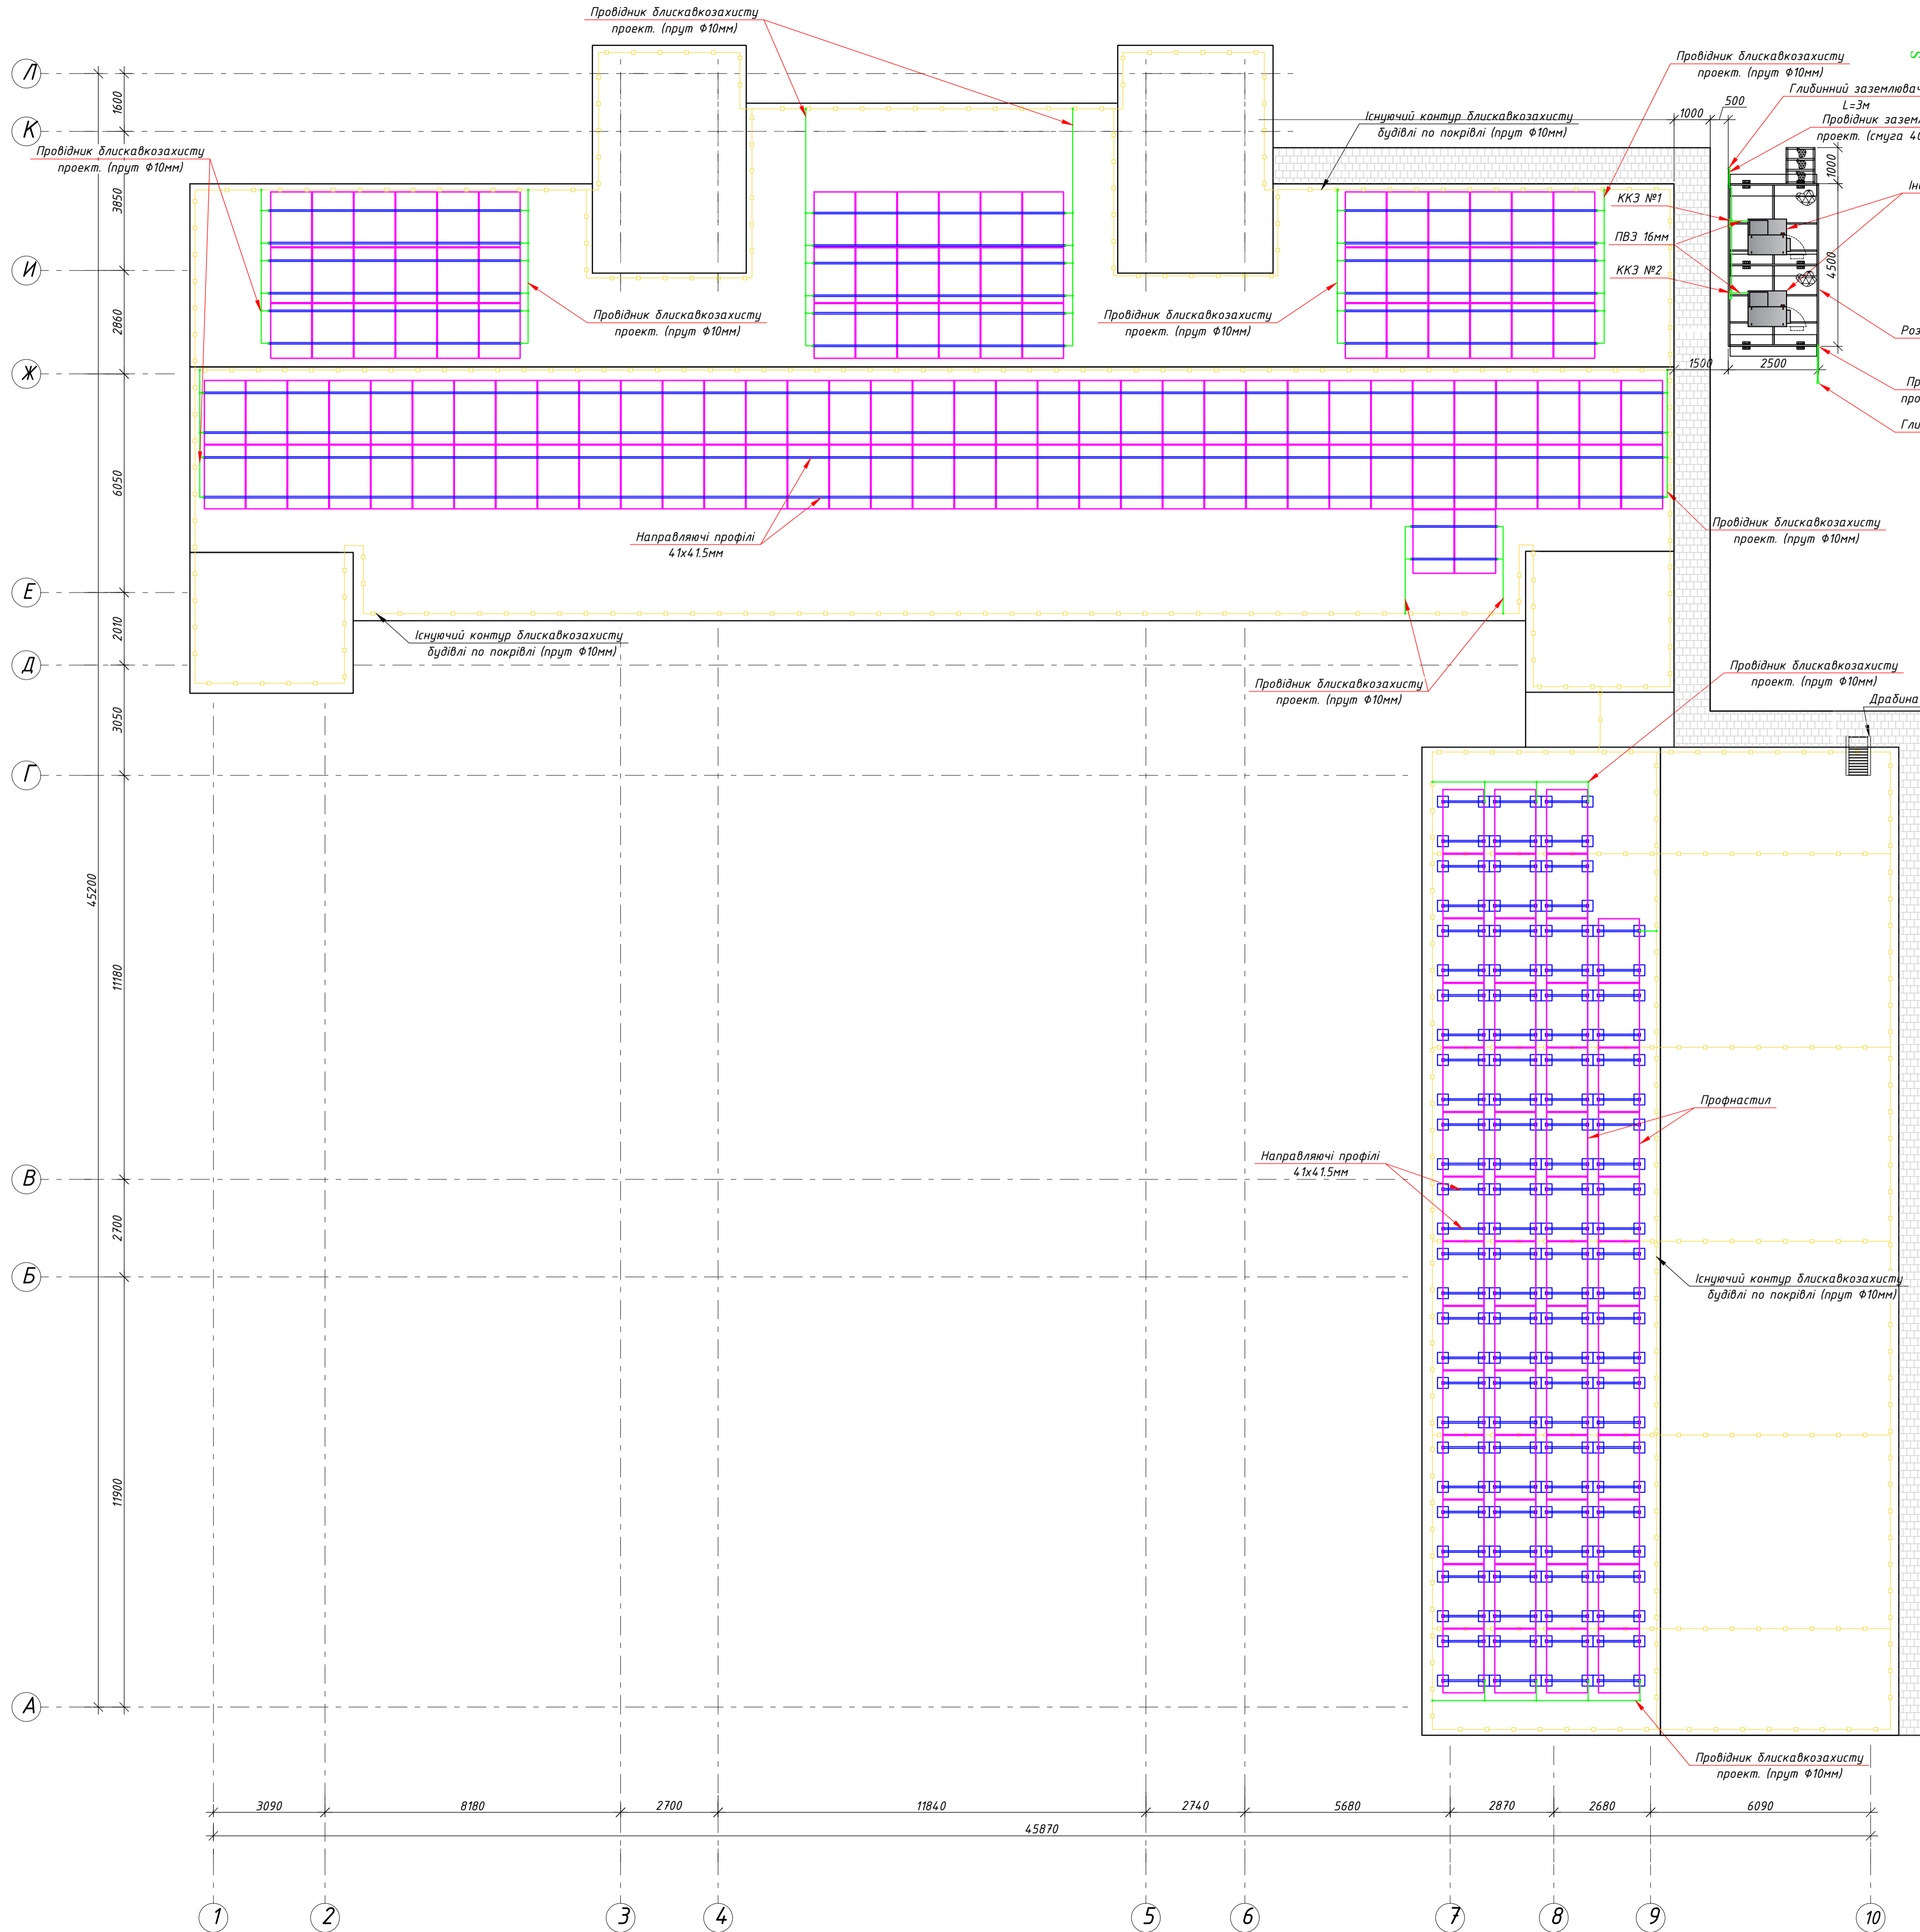 Провідник блискавкозахисту
проект. (прут Ф10мм)
Провідник блискавкозахисту
проект. (прут Ф10мм)
Глибинний заземлювач
L=3м
Провідник зазем
проект. (смуга 40
1000
500
Існуючий контур блискавкозахисту
будівлі по покрівлі (прут Ф10мм)
Провідник блискавкозахисту
проект. (прут Ф10мм)
Л
К
И
Ж
Е
Д
Г
В
Б
А
1600
3850
2860
6050
2010
3050
11180
2700
11900
45200
ККЗ №1
ПВЗ 16мм
ККЗ №2
1000
4500
1500
2500
Роз
Гли
Провідник блискавкозахисту
проект. (прут Ф10мм)
Провідник блискавкозахисту
проект. (прут Ф10мм)
Направляючі профілі
41х41.5мм
Провідник блискавкозахисту
проект. (прут Ф10мм)
Існуючий контур блискавкозахисту
будівлі по покрівлі (прут Ф10мм)
Провідник блискавкозахисту
проект. (прут Ф10мм)
Провідник блискавкозахисту
проект. (прут Ф10мм)
Драбина
Профнастил
Направляючі профілі
41х41.5мм
Існуючий контур блискавкозахисту
будівлі по покрівлі (прут Ф10мм)
Провідник блискавкозахисту
проект. (прут Ф10мм)
3090
8180
2700
11840
2740
5680
2870
2680
6090
45870
1
2
3
4
5
6
7
8
9
10